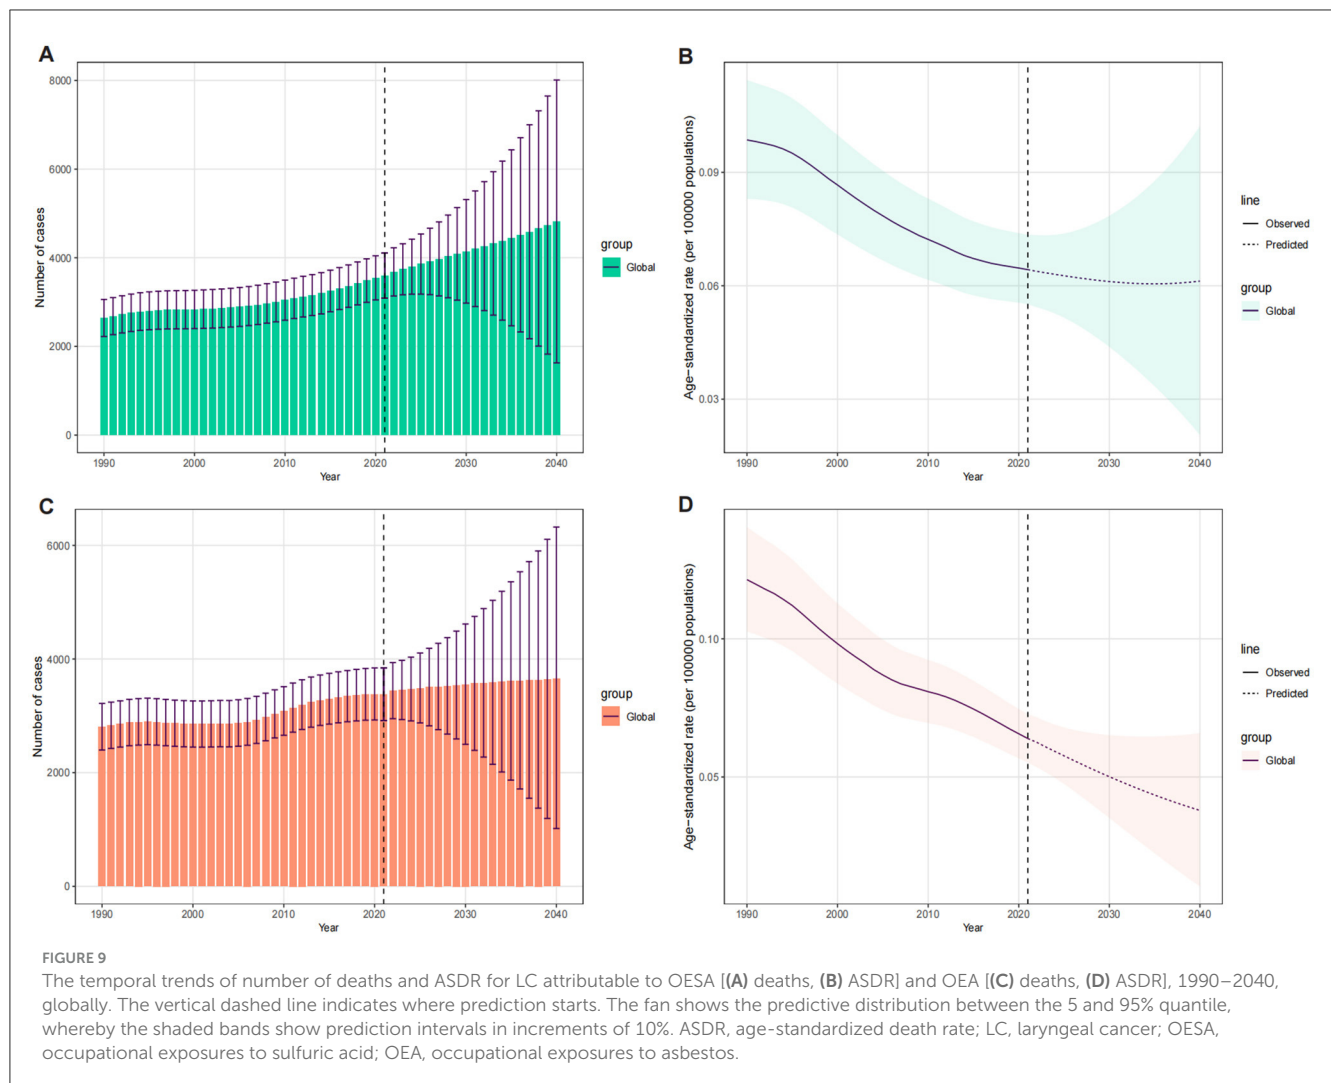 A
Number of cases
8000
6000
4000
2000
0
1990
2000
2010
2020
2030
2040
Year
group
Global
B
Age-standardized rate (per 100000 populations)
0.09
0.06
0.03
1990
2000
2010
2020
2030
2040
Year
line
Observed
Predicted
group
Global
C
Number of cases
6000
4000
2000
0
1990
2000
2010
2020
2030
2040
Year
group
Global
D
Age-standardized rate (per 100000 populations)
0.10
0.05
1990
2000
2010
2020
2030
2040
Year
line
Observed
Predicted
group
Global
FIGURE 9
The temporal trends of number of deaths and ASDR for LC attributable to OESA [(A) deaths, (B) ASDR] and OEA [(C) deaths, (D) ASDR], 1990–2040,
globally. The vertical dashed line indicates where prediction starts. The fan shows the predictive distribution between the 5 and 95% quantile,
whereby the shaded bands show prediction intervals in increments of 10%. ASDR, age-standardized death rate; LC, laryngeal cancer; OESA,
occupational exposures to sulfuric acid; OEA, occupational exposures to asbestos.